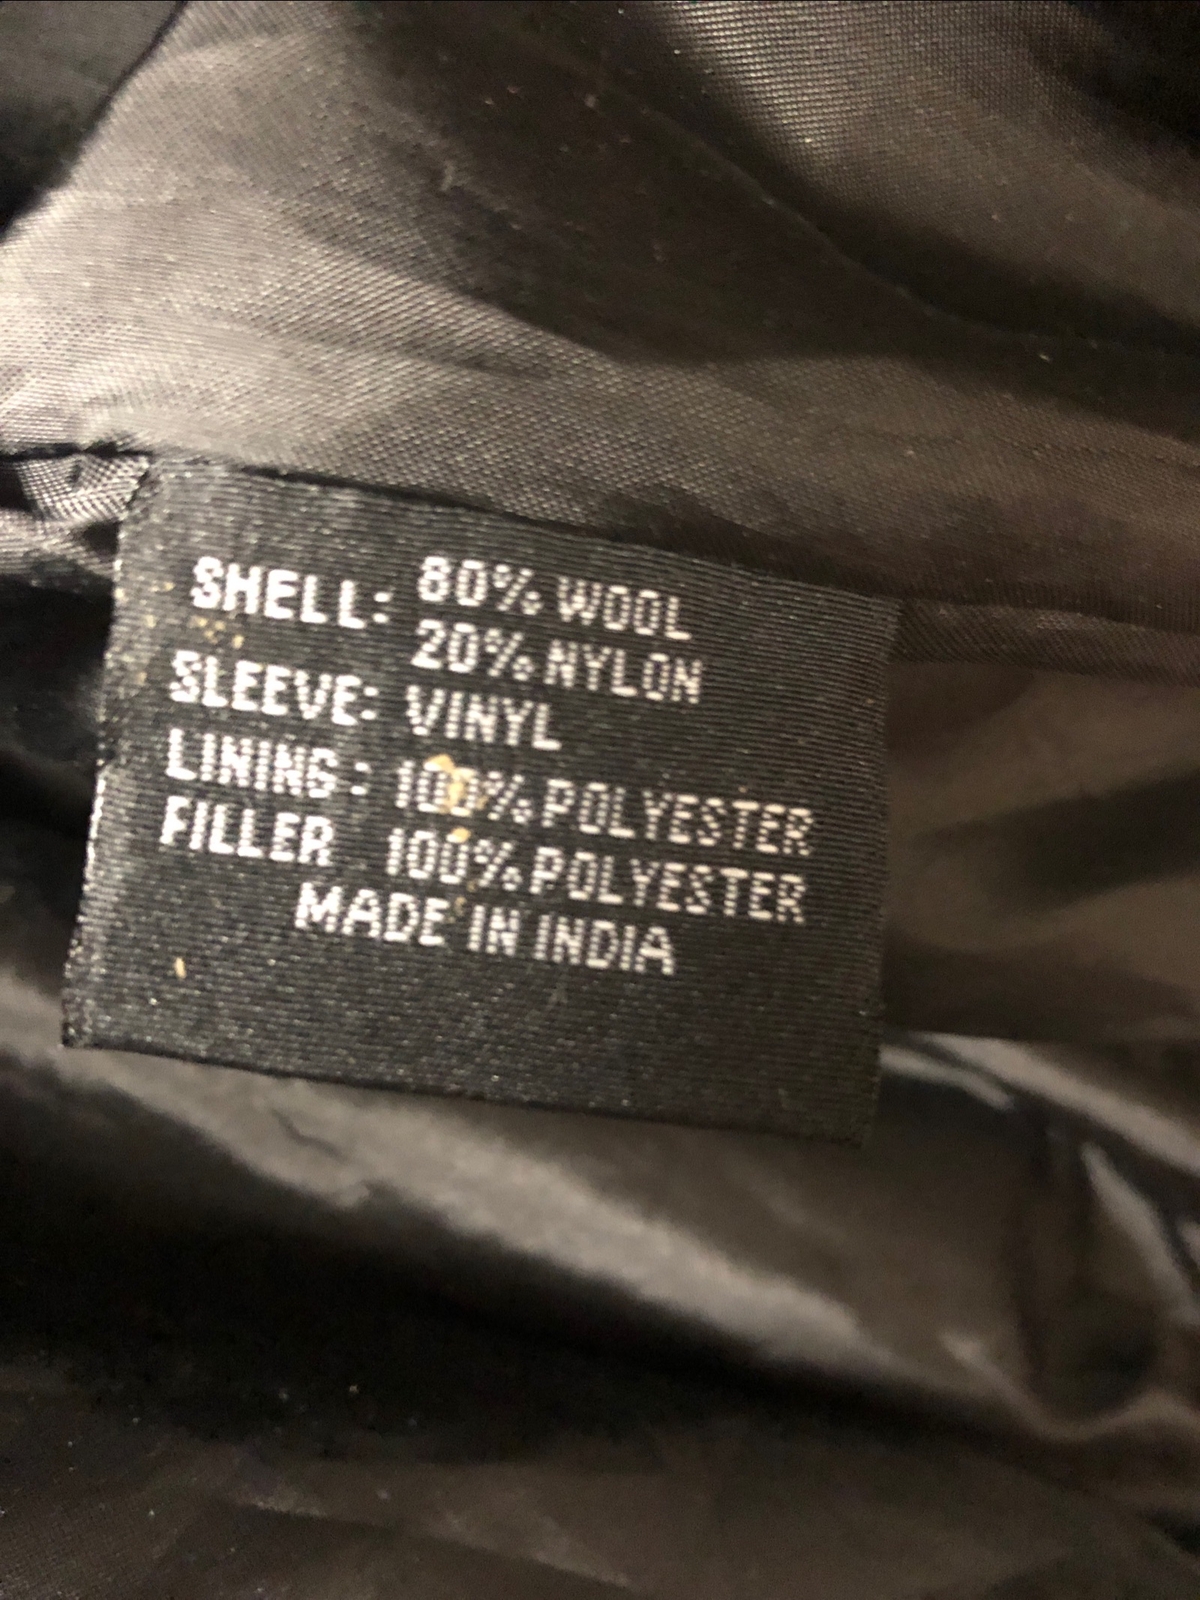 SHELL: 80% WOOL
20% NYLON
SLEEVE: VINYL
LINING: 100% POLYESTER
FILLER 100% POLYESTER
MADE IN INDIA